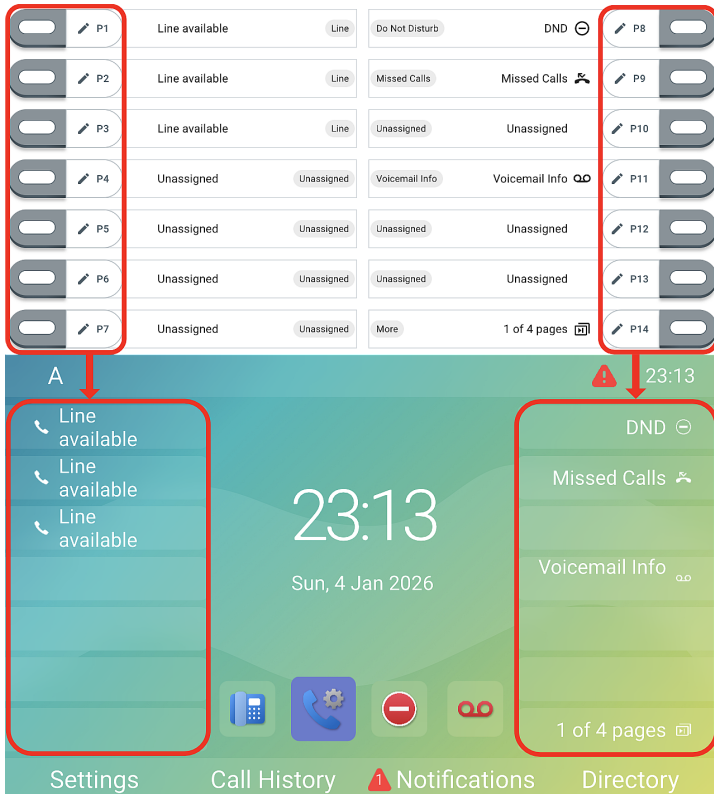 P1 Line available Line Do Not Disturb DND P8
P2 Line available Line Missed Calls Missed Calls P9
P3 Line available Line Unassigned Unassigned P10
P4 Unassigned Unassigned Voicemail Info Voicemail Info P11
P5 Unassigned Unassigned Unassigned Unassigned P12
P6 Unassigned Unassigned Unassigned Unassigned P13
P7 Unassigned Unassigned More 1 of 4 pages P14
A 23:13
Line
available
DND
Line
available
Missed Calls
Line
available
23:13
Voicemail Info
Sun, 4 Jan 2026
1 of 4 pages
Settings Call History 1 Notifications Directory